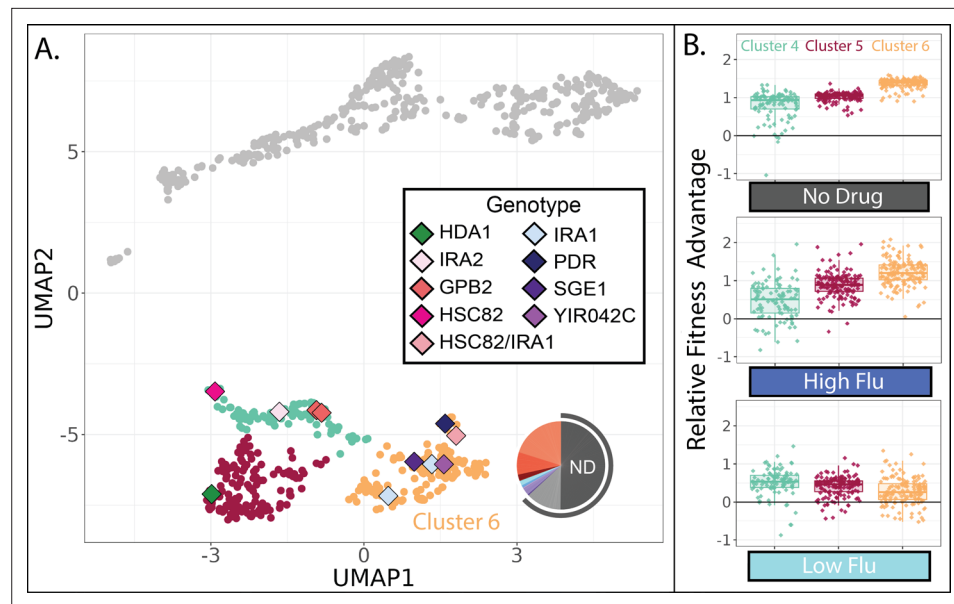 A.
UMAP2
5
0
-5
Genotype
HDA1
IRA1
IRA2
PDR
GPB2
SGE1
HSC82
YIR042C
HSC82/IRA1
ND
Cluster 6
-3
0
3
UMAP1
B.
Relative Fitness Advantage
Cluster 4 Cluster 5 Cluster 6
2
1
0
-1
No Drug
2
1
0
-1
High Flu
2
1
0
-1
Low Flu